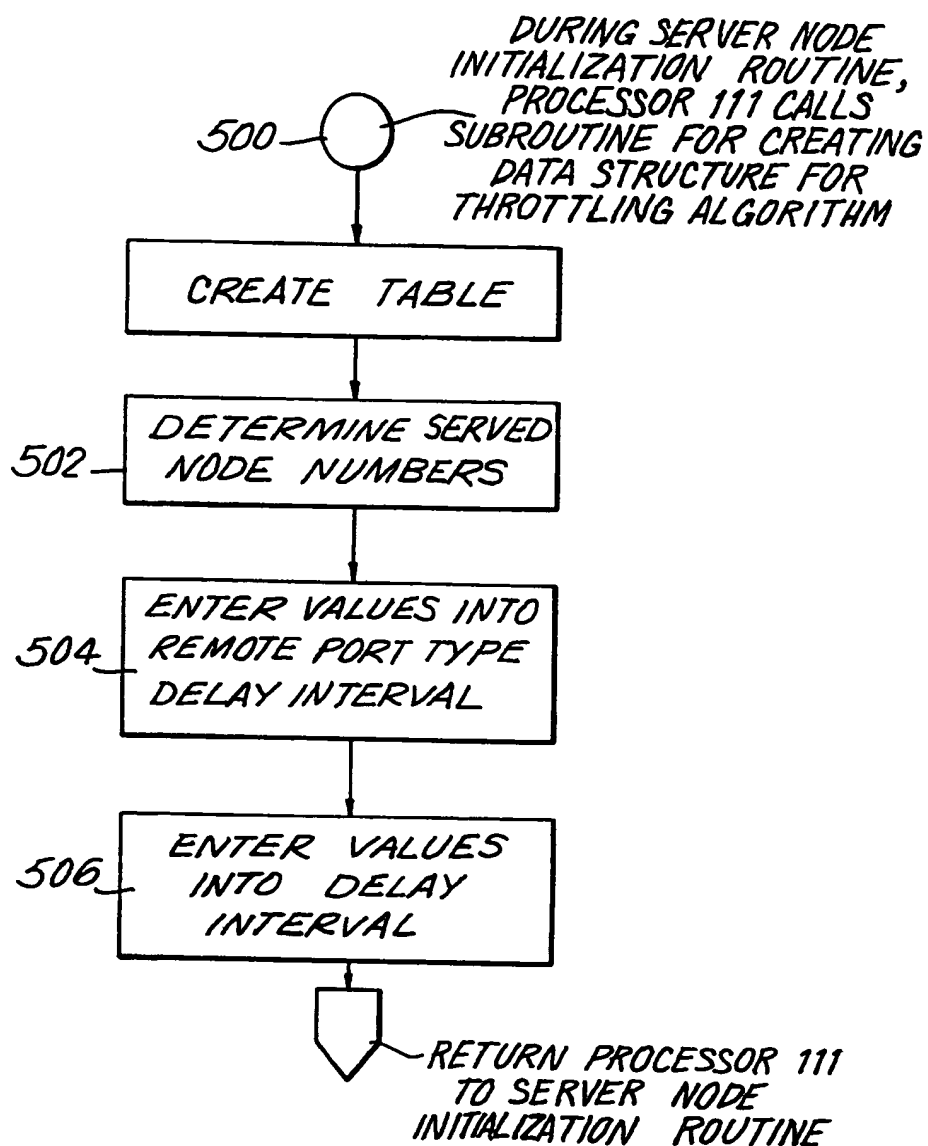 DURING SERVER NODE
INITIALIZATION ROUTINE,
PROCESSOR 111 CALLS
SUBROUTINE FOR CREATING
DATA STRUCTURE FOR
THROTTLING ALGORITHM
500
CREATE TABLE
502
DETERMINE SERVED
NODE NUMBERS
504
ENTER VALUES INTO
REMOTE PORT TYPE
DELAY INTERVAL
506
ENTER VALUES
INTO DELAY
INTERVAL
RETURN PROCESSOR 111
TO SERVER NODE
INITIALIZATION ROUTINE